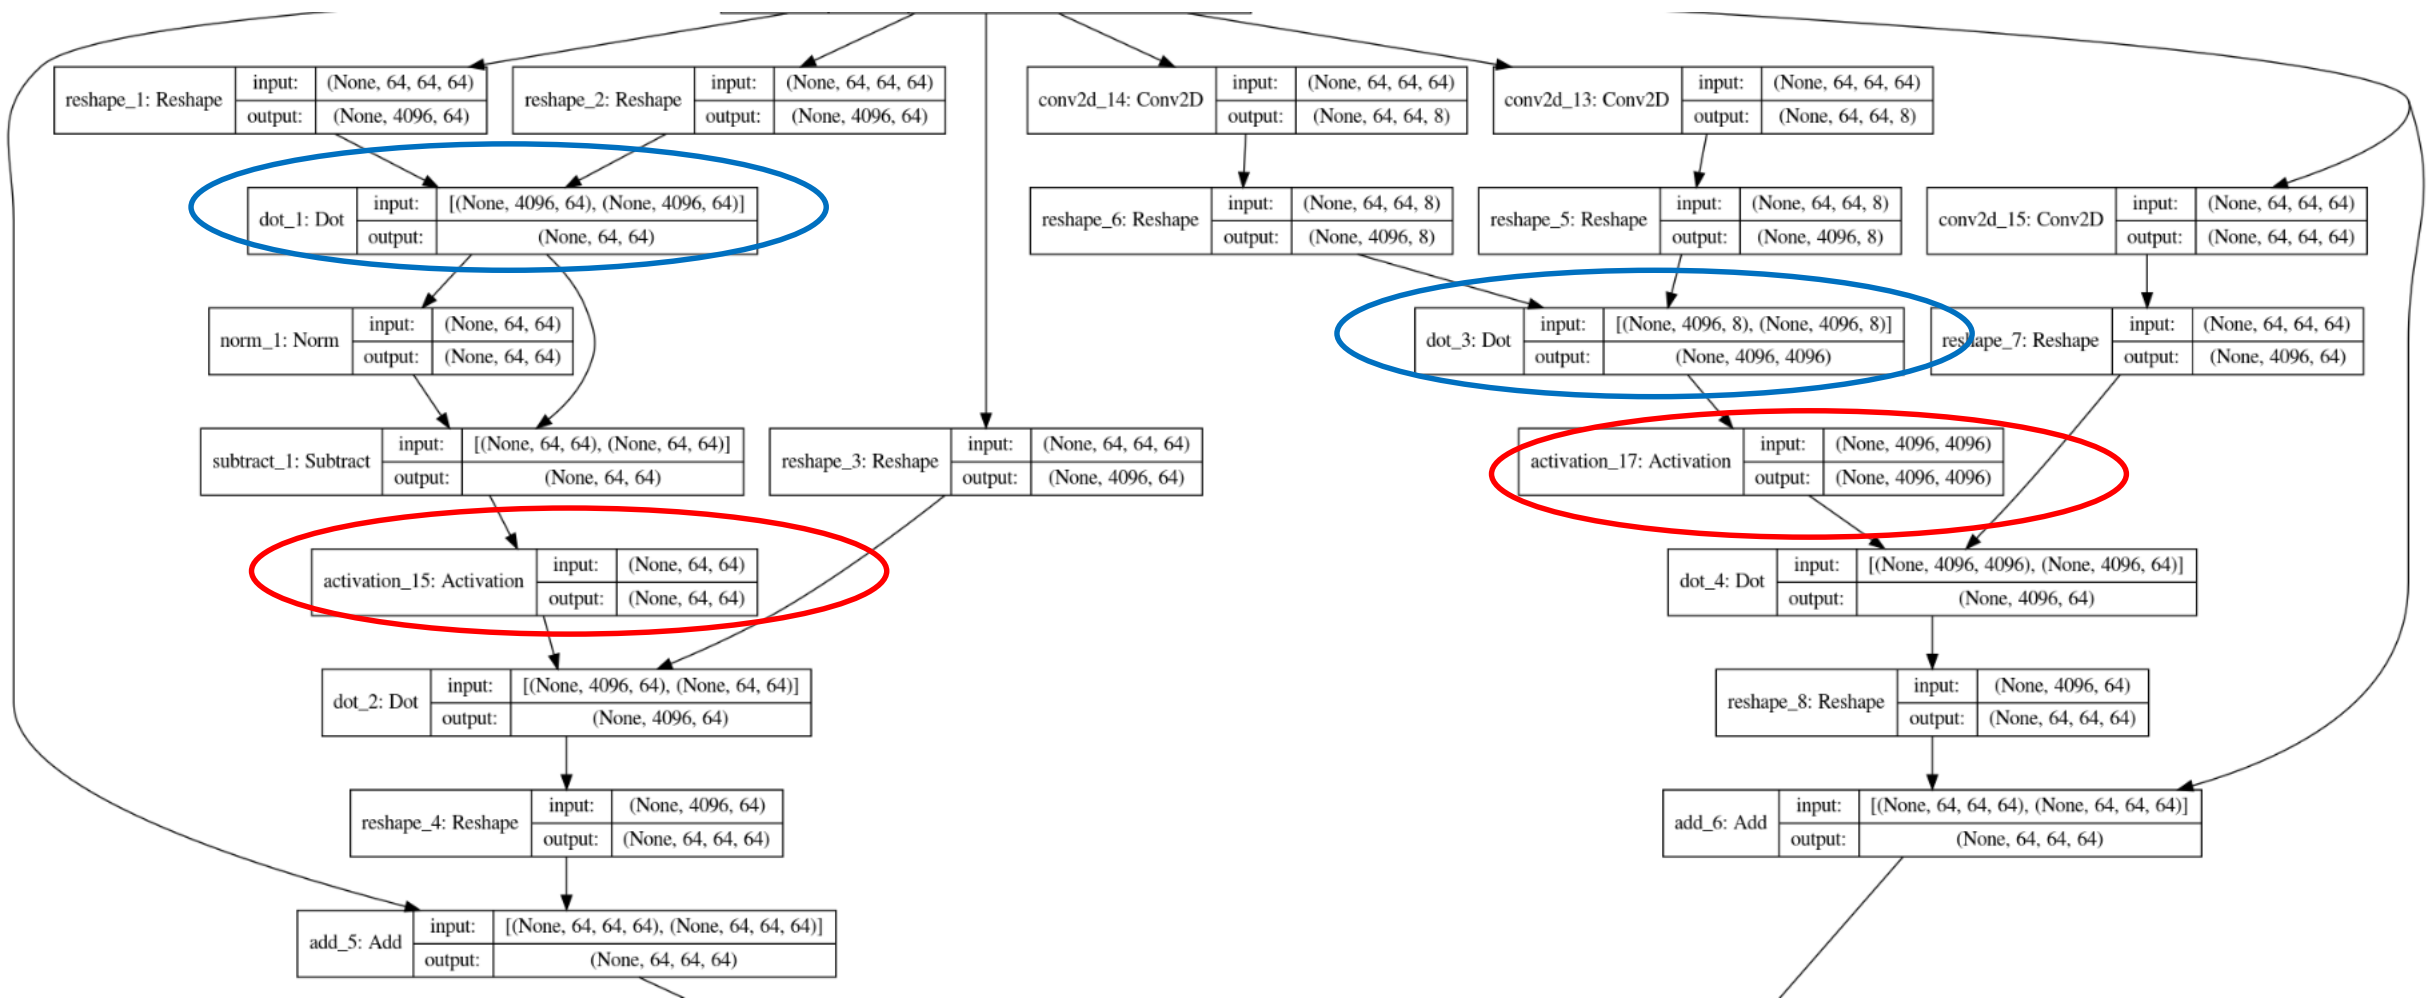 reshape_1: Reshape
input: (None, 64, 64, 64)
output: (None, 4096, 64)
reshape_2: Reshape
input: (None, 64, 64, 64)
output: (None, 4096, 64)
conv2d_14: Conv2D
input: (None, 64, 64, 64)
output: (None, 64, 64, 8)
conv2d_13: Conv2D
input: (None, 64, 64, 64)
output: (None, 64, 64, 8)
dot_1: Dot
input: [(None, 4096, 64), (None, 4096, 64)]
output: (None, 64, 64)
reshape_6: Reshape
input: (None, 64, 64, 8)
output: (None, 4096, 8)
reshape_5: Reshape
input: (None, 64, 64, 8)
output: (None, 4096, 8)
conv2d_15: Conv2D
input: (None, 64, 64, 64)
output: (None, 64, 64, 64)
norm_1: Norm
input: (None, 64, 64)
output: (None, 64, 64)
dot_3: Dot
input: [(None, 4096, 8), (None, 4096, 8)]
output: (None, 4096, 4096)
reshape_7: Reshape
input: (None, 64, 64, 64)
output: (None, 4096, 64)
subtract_1: Subtract
input: [(None, 64, 64), (None, 64, 64)]
output: (None, 64, 64)
reshape_3: Reshape
input: (None, 64, 64, 64)
output: (None, 4096, 64)
activation_17: Activation
input: (None, 4096, 4096)
output: (None, 4096, 4096)
activation_15: Activation
input: (None, 64, 64)
output: (None, 64, 64)
dot_4: Dot
input: [(None, 4096, 4096), (None, 4096, 64)]
output: (None, 4096, 64)
dot_2: Dot
input: [(None, 4096, 64), (None, 64, 64)]
output: (None, 4096, 64)
reshape_8: Reshape
input: (None, 4096, 64)
output: (None, 64, 64, 64)
reshape_4: Reshape
input: (None, 4096, 64)
output: (None, 64, 64, 64)
add_6: Add
input: [(None, 64, 64, 64), (None, 64, 64, 64)]
output: (None, 64, 64, 64)
add_5: Add
input: [(None, 64, 64, 64), (None, 64, 64, 64)]
output: (None, 64, 64, 64)